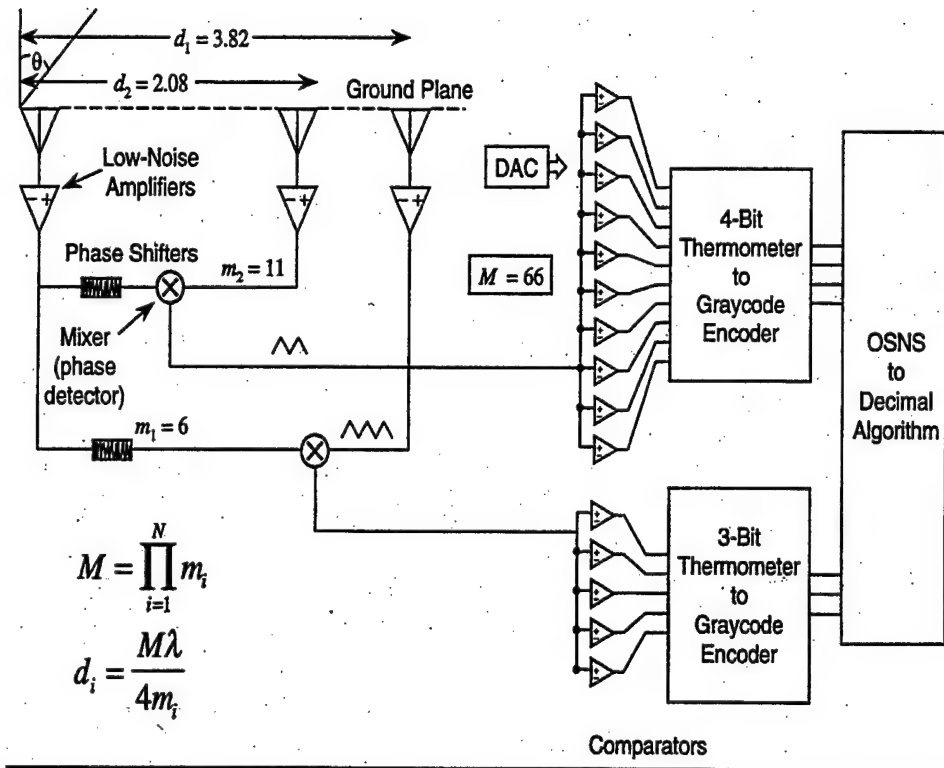 d₁ = 3.82
θ
d₂ = 2.08
Ground Plane
Low-Noise
Amplifiers
− +
− +
− +
Phase Shifters
m₂ = 11
Mixer
(phase
detector)
m₁ = 6
DAC
M = 66
4-Bit
Thermometer
to
Graycode
Encoder
OSNS
to
Decimal
Algorithm
3-Bit
Thermometer
to
Graycode
Encoder
Comparators
M = ∏ᵢ₌₁ᴺ mᵢ
dᵢ = Mλ / 4mᵢ